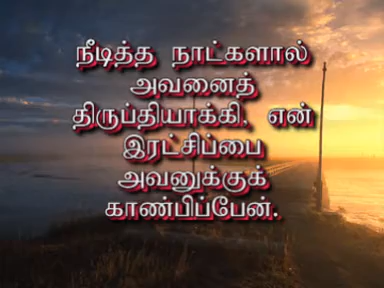 நீடித்த நாட்களால்
அவனைத்
திருப்தியாக்கி, என்
இரட்சிப்பை
அவனுக்குக்
காண்பிப்பேன்.